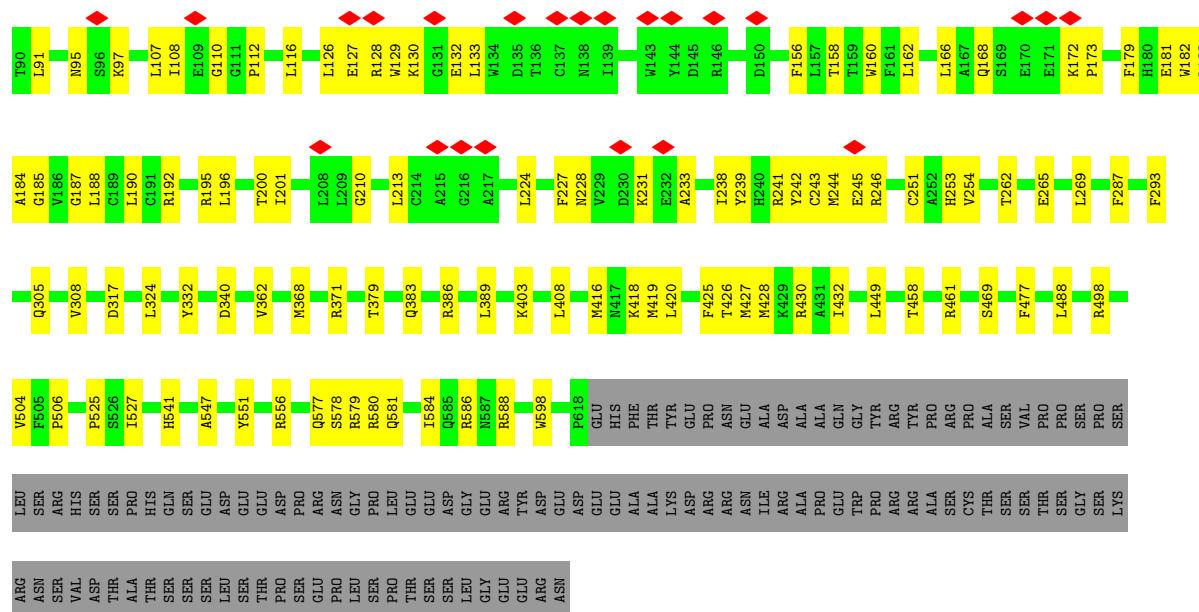 T90 L91 N95 S96 K97 L107 I108 E109 G110 G111 P112 L116 L126 E127 R128 W129 K130 G131 E132 L133 W134 D135 T136 C137 N138 I139 W143 Y144 D145 R146 D150 F156 L157 T158 T159 W160 F161 L162 L166 A167 Q168 S169 E170 E171 K172 P173 F179 H180 E181 W182
A184 G185 V186 G187 L188 C189 L190 C191 R192 R195 L196 T200 I201 L208 L209 G210 L213 C214 A215 G216 A217 L224 F227 N228 V229 D230 K231 E232 A233 I238 Y239 H240 R241 Y242 C243 M244 E245 R246 C251 A252 H253 V254 T262 E265 L269 F287 F293
Q305 V308 D317 L324 Y332 D340 V362 M368 R371 T379 Q383 R386 L389 K403 L408 M416 N417 K418 M419 L420 F425 T426 M427 M428 K429 R430 A431 I432 L449 T458 R461 S469 F477 L488 R498
V504 F505 P506 P525 S526 I527 H541 A547 Y551 R556 Q577 S578 R579 R580 Q581 I584 Q585 R586 N587 R588 W598 P618 GLU HIS PHE THR TYR GLU PRO ASN GLU ALA ASP ALA ALA GLN GLY TYR ARG TYR PRO ARG PRO ALA SER VAL PRO PRO SER PRO SER
LEU SER ARG HIS SER SER PRO HIS GLN SER GLU ASP GLU GLU ASP PRO ARG ASN GLY PRO LEU GLU GLU ASP GLY GLU ARG TYR ASP GLU ASP GLU GLU ALA ALA LYS ASP ARG ARG ASN ILE ARG ALA PRO GLU TRP PRO ARG ARG ALA SER CYS THR SER SER THR SER GLY SER LYS
ARG ASN SER VAL ASP THR ALA THR SER SER SER LEU SER THR PRO SER GLU PRO LEU SER PRO THR SER SER LEU GLY GLU GLU ARG ASN